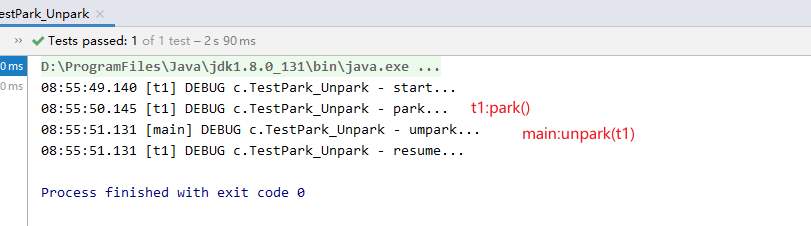 TestPark_Unpark ×
» ✔ Tests passed: 1 of 1 test – 2 s 90 ms
0 ms D:\ProgramFiles\Java\jdk1.8.0_131\bin\java.exe ...
0 ms 08:55:49.140 [t1] DEBUG c.TestPark_Unpark - start...
08:55:50.145 [t1] DEBUG c.TestPark_Unpark - park... t1:park()
08:55:51.131 [main] DEBUG c.TestPark_Unpark - umpark... main:unpark(t1)
08:55:51.131 [t1] DEBUG c.TestPark_Unpark - resume...
Process finished with exit code 0